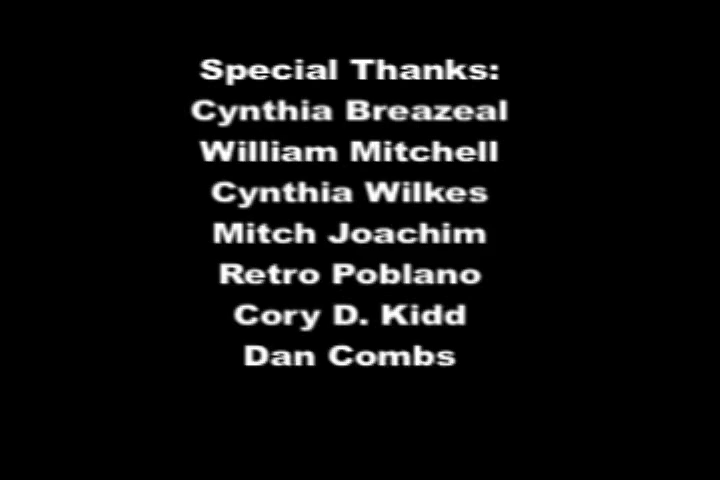 Special Thanks:
Cynthia Breazeal
William Mitchell
Cynthia Wilkes
Mitch Joachim
Retro Poblano
Cory D. Kidd
Dan Combs